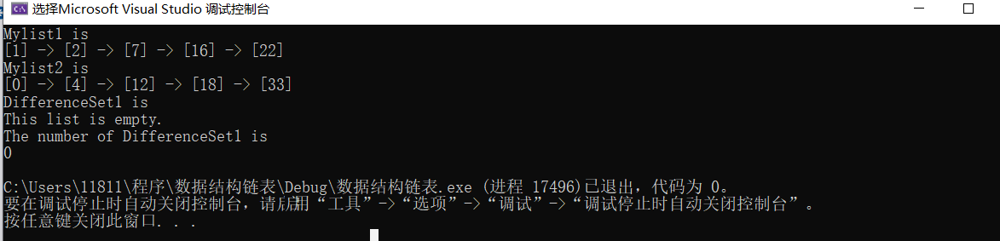 C:\ 选择Microsoft Visual Studio 调试控制台
Mylist1 is
[1] -> [2] -> [7] -> [16] -> [22]
Mylist2 is
[0] -> [4] -> [12] -> [18] -> [33]
DifferenceSet1 is
This list is empty.
The number of DifferenceSet1 is
0
C:\Users\11811\程序\数据结构链表\Debug\数据结构链表.exe (进程 17496)已退出，代码为 0。
要在调试停止时自动关闭控制台，请启用“工具”->“选项”->“调试”->“调试停止时自动关闭控制台”。
按任意键关闭此窗口. . .